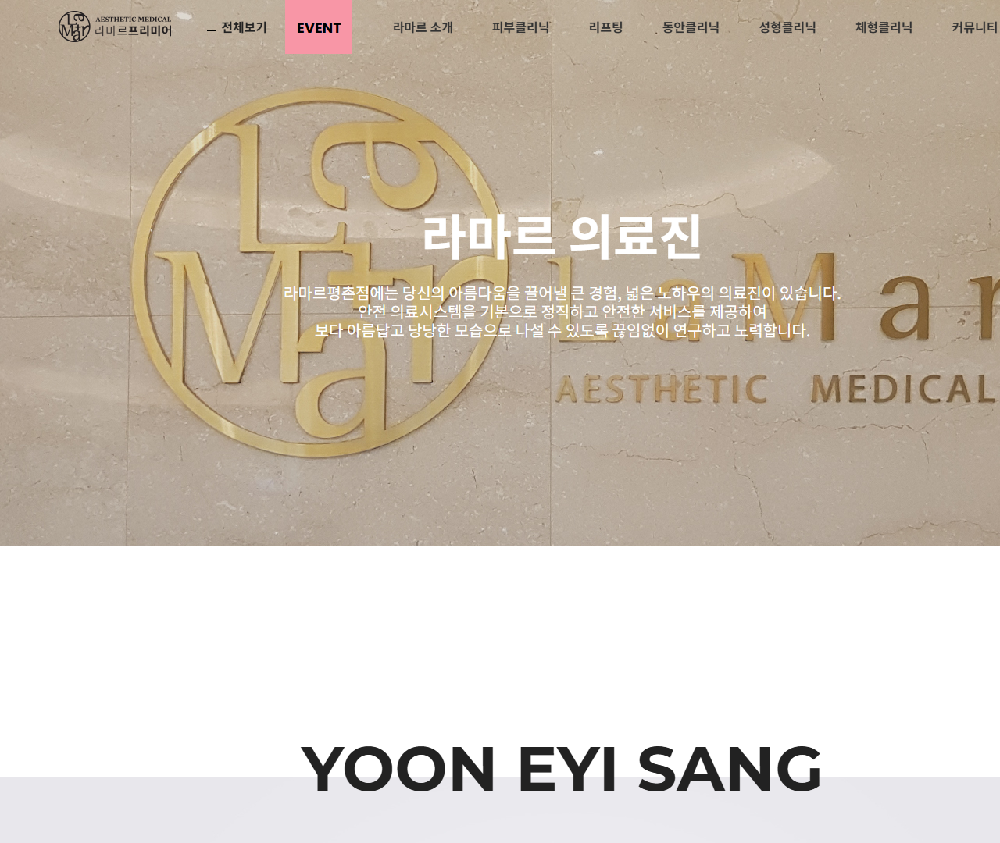 La Mar AESTHETIC MEDICAL
라마르프리미어
전체보기
EVENT
라마르 소개
피부클리닉
리프팅
동안클리닉
성형클리닉
체형클리닉
커뮤니티
La Mar
라마르 의료진
LaMar
라마르평촌점에는 당신의 아름다움을 끌어낼 큰 경험, 넓은 노하우의 의료진이 있습니다.
안전 의료시스템을 기본으로 정직하고 안전한 서비스를 제공하여
보다 아름답고 당당한 모습으로 나설 수 있도록 끊임없이 연구하고 노력합니다.
AESTHETIC MEDICAL
YOON EYI SANG